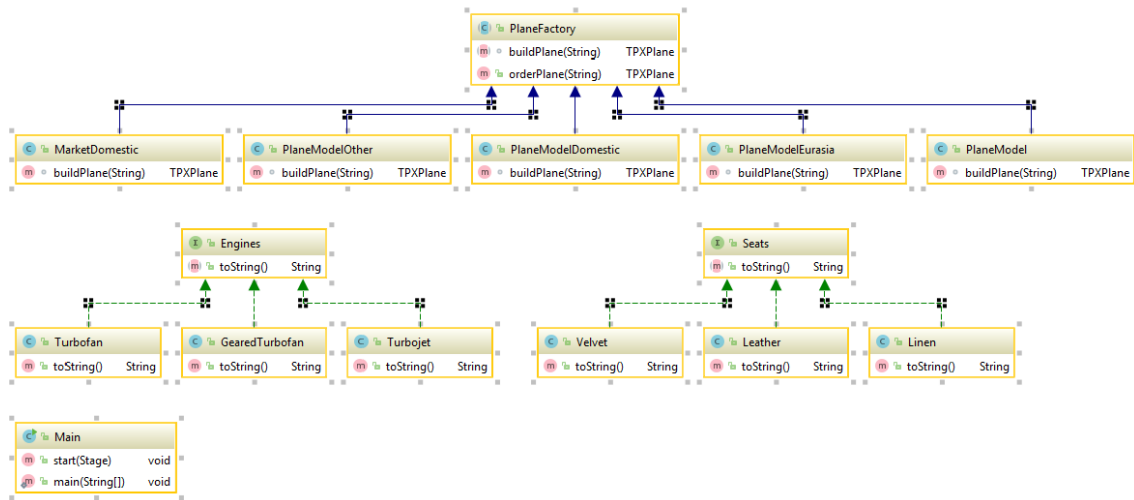 PlaneFactory
buildPlane(String) TPXPlane
orderPlane(String) TPXPlane
MarketDomestic
buildPlane(String) TPXPlane
PlaneModelOther
buildPlane(String) TPXPlane
PlaneModelDomestic
buildPlane(String) TPXPlane
PlaneModelEurasia
buildPlane(String) TPXPlane
PlaneModel
buildPlane(String) TPXPlane
Engines
toString() String
Seats
toString() String
Turbofan
toString() String
GearedTurbofan
toString() String
Turbojet
toString() String
Velvet
toString() String
Leather
toString() String
Linen
toString() String
Main
start(Stage) void
main(String[]) void